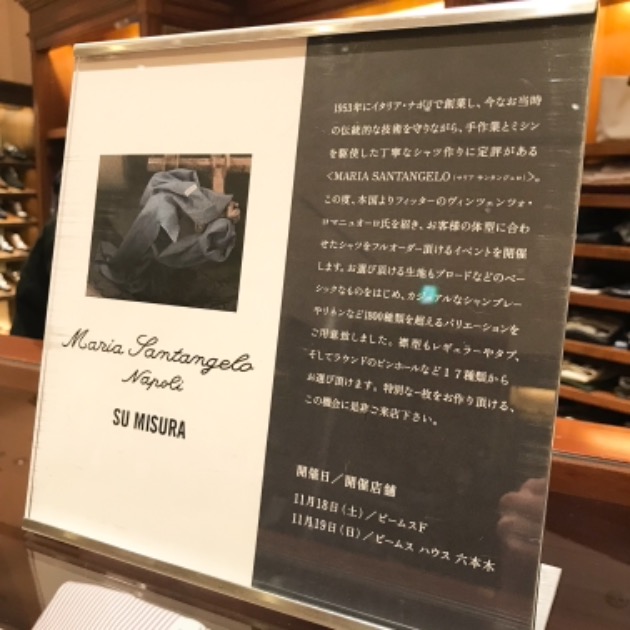 Maria Santangelo
Napoli
SU MISURA
1953年にイタリア・ナポリで創業し、今なお当時
の伝統的な技術を守りながら、手作業とミシン
を駆使した丁寧なシャツ作りに定評がある
〈MARIA SANTANGELO(マリア サンタンジェロ)〉。
この度、本国よりフィッターのヴィンツェンツォ・
ロマニュオーロ氏を招き、お客様の体型に合わ
せたシャツをフルオーダー頂けるイベントを開催
します。お選び頂ける生地もブロードなどのベー
シックなものをはじめ、カジュアルなシャンブレー
やリネンなど1800種類を超えるバリエーションを
ご用意致しました。襟型もレギュラーやタブ、
そしてラウンドのピンホールなど17種類から
お選び頂けます。特別な一枚をお作り頂ける、
この機会に是非ご来店下さい。
開催日／開催店舗
11月18日(土)／ビームスF
11月19日(日)／ビームス ハウス 六本木